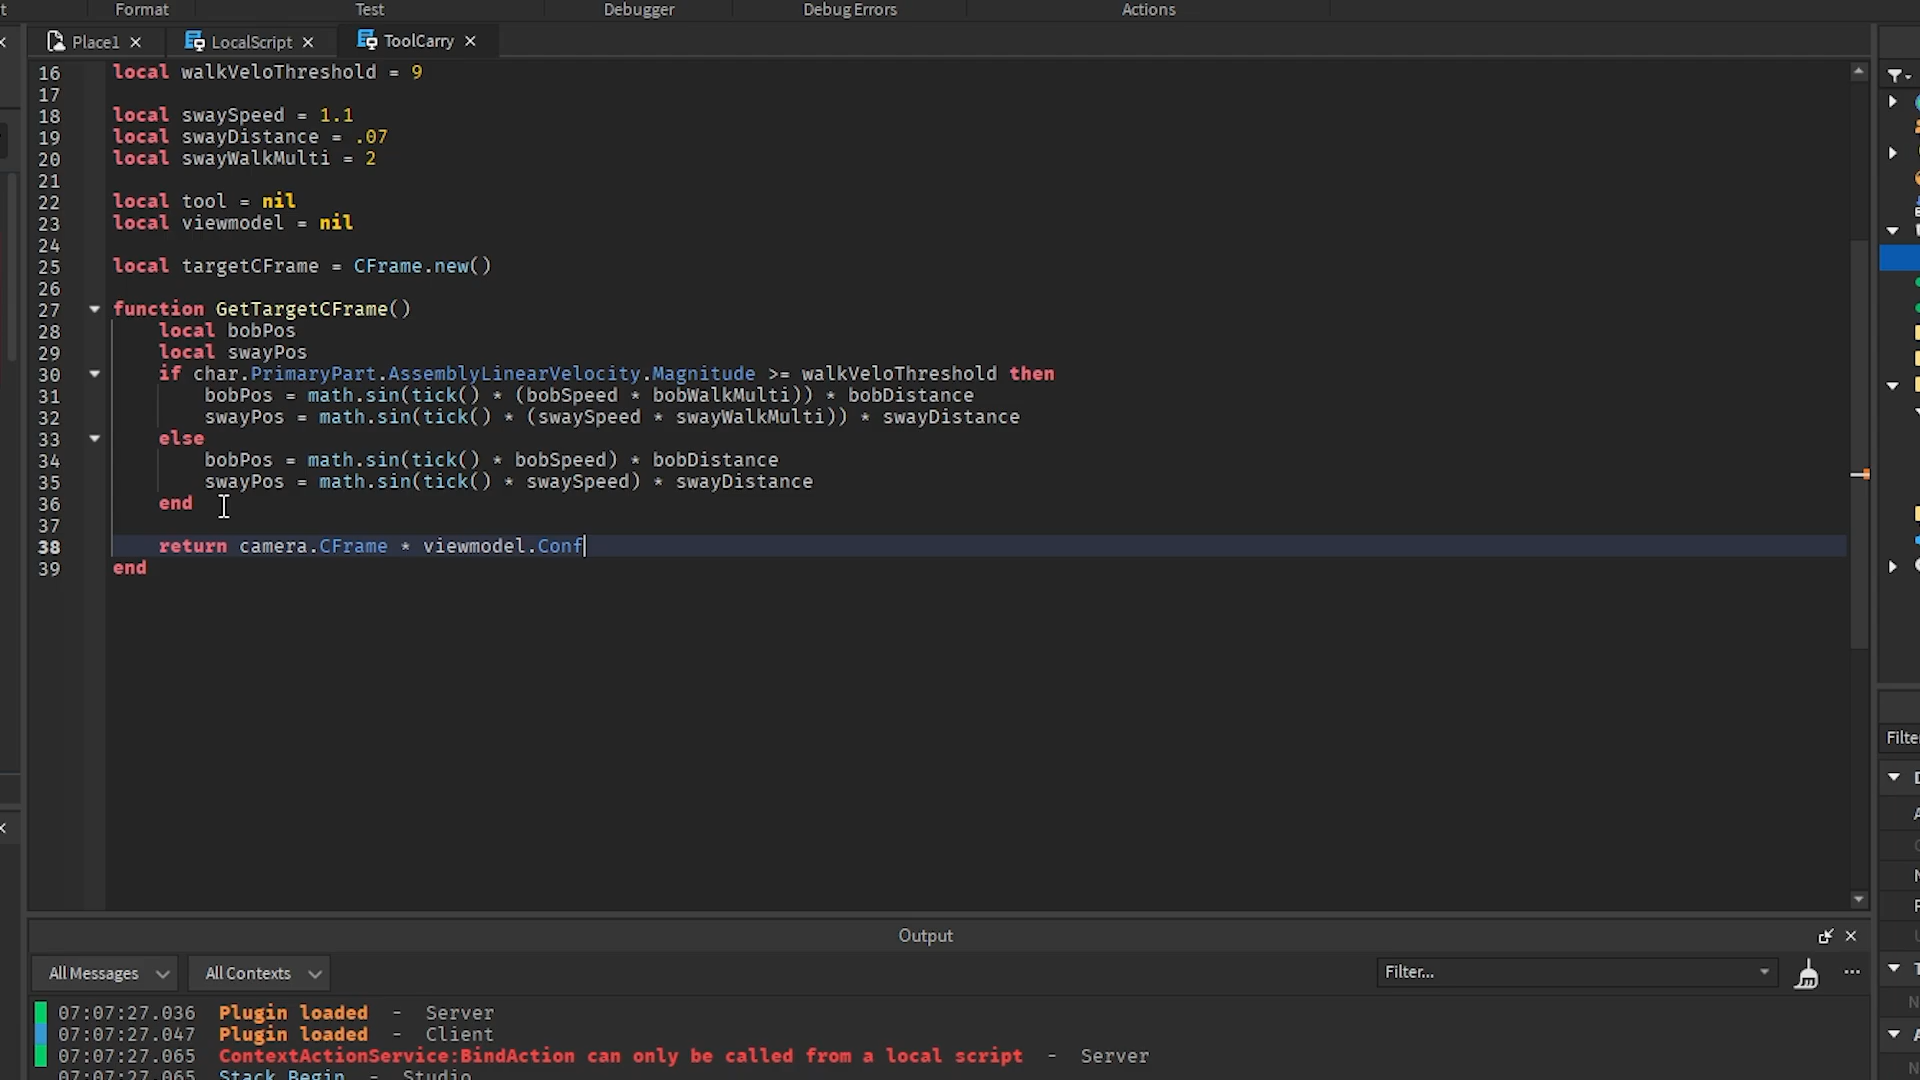 Format Test Debugger Debug Errors Actions
Place1 LocalScript ToolCarry
16 local walkVeloThreshold = 9
17
18 local swaySpeed = 1.1
19 local swayDistance = .07
20 local swayWalkMulti = 2
21
22 local tool = nil
23 local viewmodel = nil
24
25 local targetCFrame = CFrame.new()
26
27 function GetTargetCFrame()
28 local bobPos
29 local swayPos
30 if char.PrimaryPart.AssemblyLinearVelocity.Magnitude >= walkVeloThreshold then
31 bobPos = math.sin(tick() * (bobSpeed * bobWalkMulti)) * bobDistance
32 swayPos = math.sin(tick() * (swaySpeed * swayWalkMulti)) * swayDistance
33 else
34 bobPos = math.sin(tick() * bobSpeed) * bobDistance
35 swayPos = math.sin(tick() * swaySpeed) * swayDistance
36 end
37
38 return camera.CFrame * viewmodel.Conf
39 end
Output
All Messages All Contexts Filter...
07:07:27.036 Plugin loaded - Server
07:07:27.047 Plugin loaded - Client
07:07:27.065 ContextActionService:BindAction can only be called from a local script - Server
07:07:27.065 Stack Begin - Studio